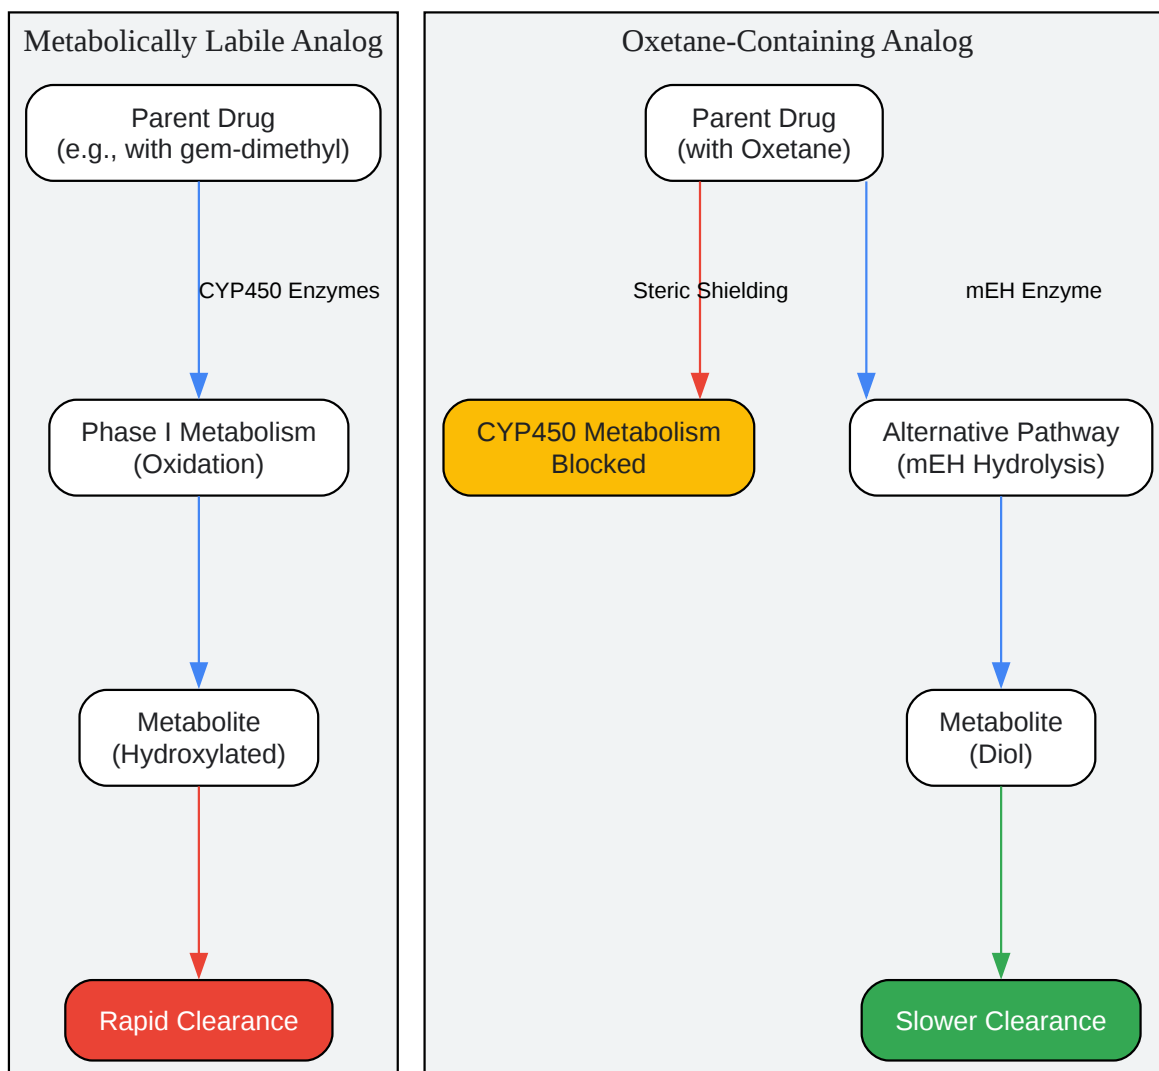 Metabolically Labile Analog
Parent Drug
(e.g., with gem-dimethyl)
CYP450 Enzymes
Phase I Metabolism
(Oxidation)
Metabolite
(Hydroxylated)
Rapid Clearance
Oxetane-Containing Analog
Parent Drug
(with Oxetane)
Steric Shielding
mEH Enzyme
CYP450 Metabolism
Blocked
Alternative Pathway
(mEH Hydrolysis)
Metabolite
(Diol)
Slower Clearance